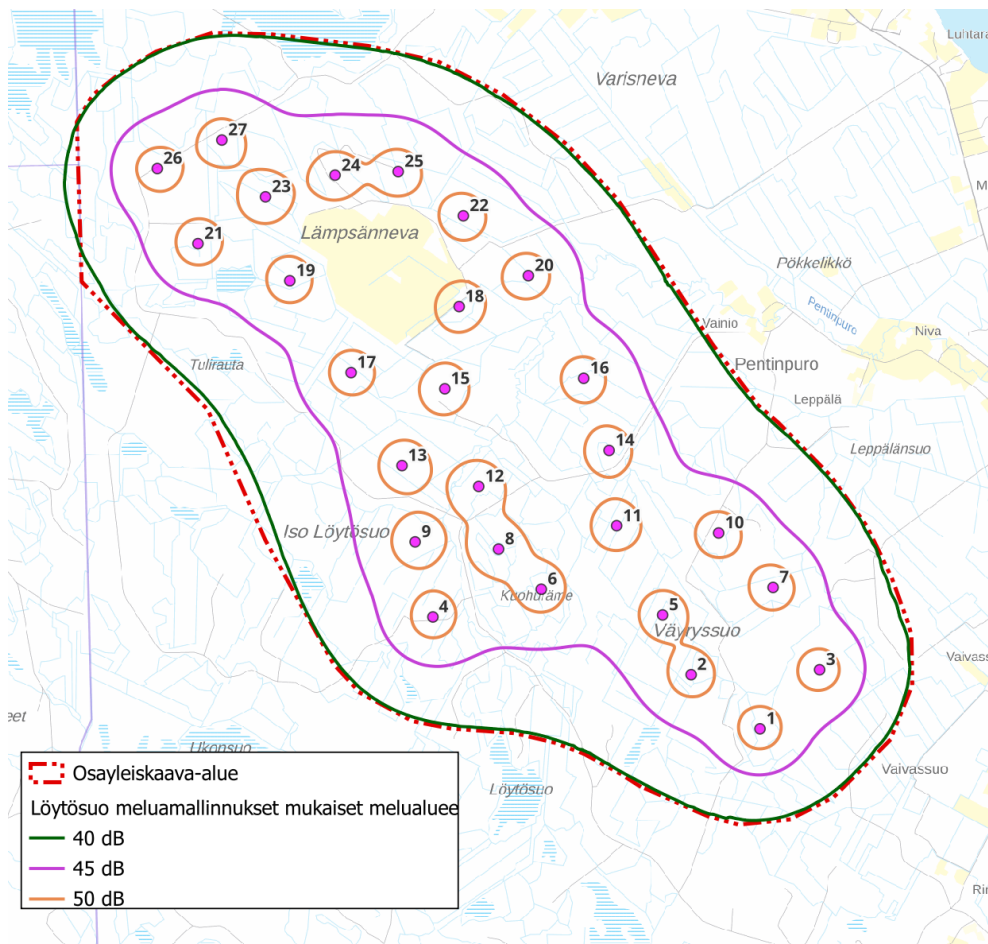 Luhtara
Varisneva
27
24
25
26
23
M
22
21
Lämpsänneva
Pökkelikkö
20
19
18
Pentinpuro
Vainio
Niva
Tulirauta
17
16
Pentinpuro
15
Leppälä
14
Leppälänsuo
13
12
Iso Löytösuo
11
10
9
8
7
6
Kuohuräme
4
5
Väyryssuo
Vaivass
2
3
eet
1
Ukonsuo
Vaivassuo
Osayleiskaava-alue
Löytösuo
Löytösuo meluamallinnukset mukaiset melualuee
40 dB
45 dB
Rin
50 dB